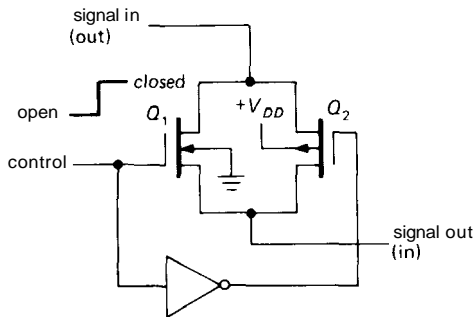 signal in
(out)
closed
open
Q1
+VDD
Q2
control
signal out
(in)